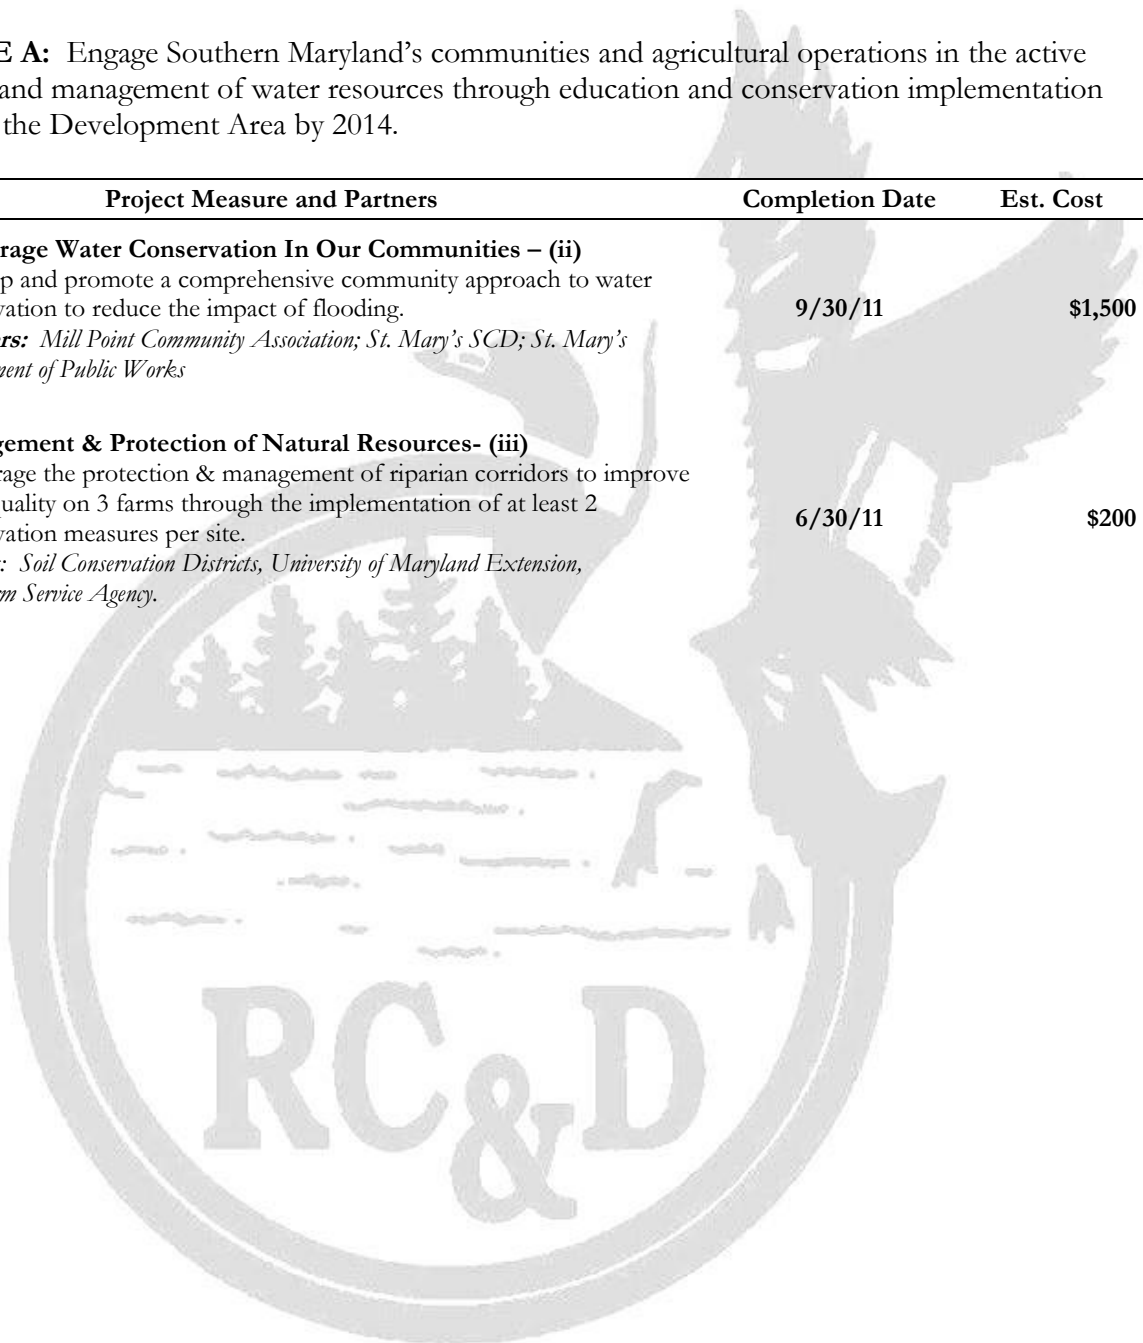 E A: Engage Southern Maryland’s communities and agricultural operations in the active
and management of water resources through education and conservation implementation
the Development Area by 2014.
Project Measure and Partners Completion Date Est. Cost
rage Water Conservation In Our Communities – (ii)
p and promote a comprehensive community approach to water
vation to reduce the impact of flooding. 9/30/11 $1,500
rs: Mill Point Community Association; St. Mary’s SCD; St. Mary’s
ment of Public Works
gement & Protection of Natural Resources- (iii)
rage the protection & management of riparian corridors to improve
quality on 3 farms through the implementation of at least 2
vation measures per site. 6/30/11 $200
: Soil Conservation Districts, University of Maryland Extension,
rm Service Agency.
RC&D